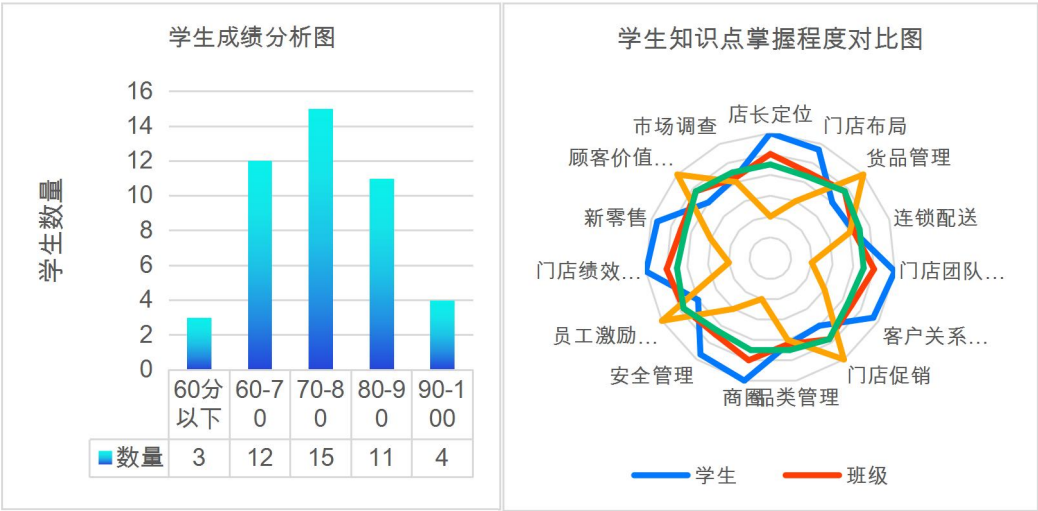 学生成绩分析图
16
14
12
10
8
6
4
2
0
学生数量
60分
以下
60-7
0
70-8
0
80-9
0
90-1
00
数量 3 12 15 11 4
学生知识点掌握程度对比图
店长定位
门店布局
货品管理
连锁配送
门店团队…
客户关系…
门店促销
品类管理
商圈
安全管理
员工激励…
门店绩效…
新零售
顾客价值…
市场调查
学生 班级